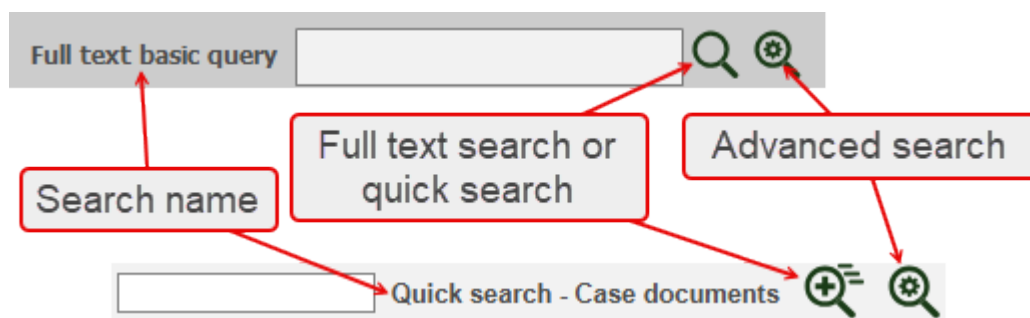 Full text basic query
Full text search or
quick search
Advanced search
Search name
Quick search - Case documents